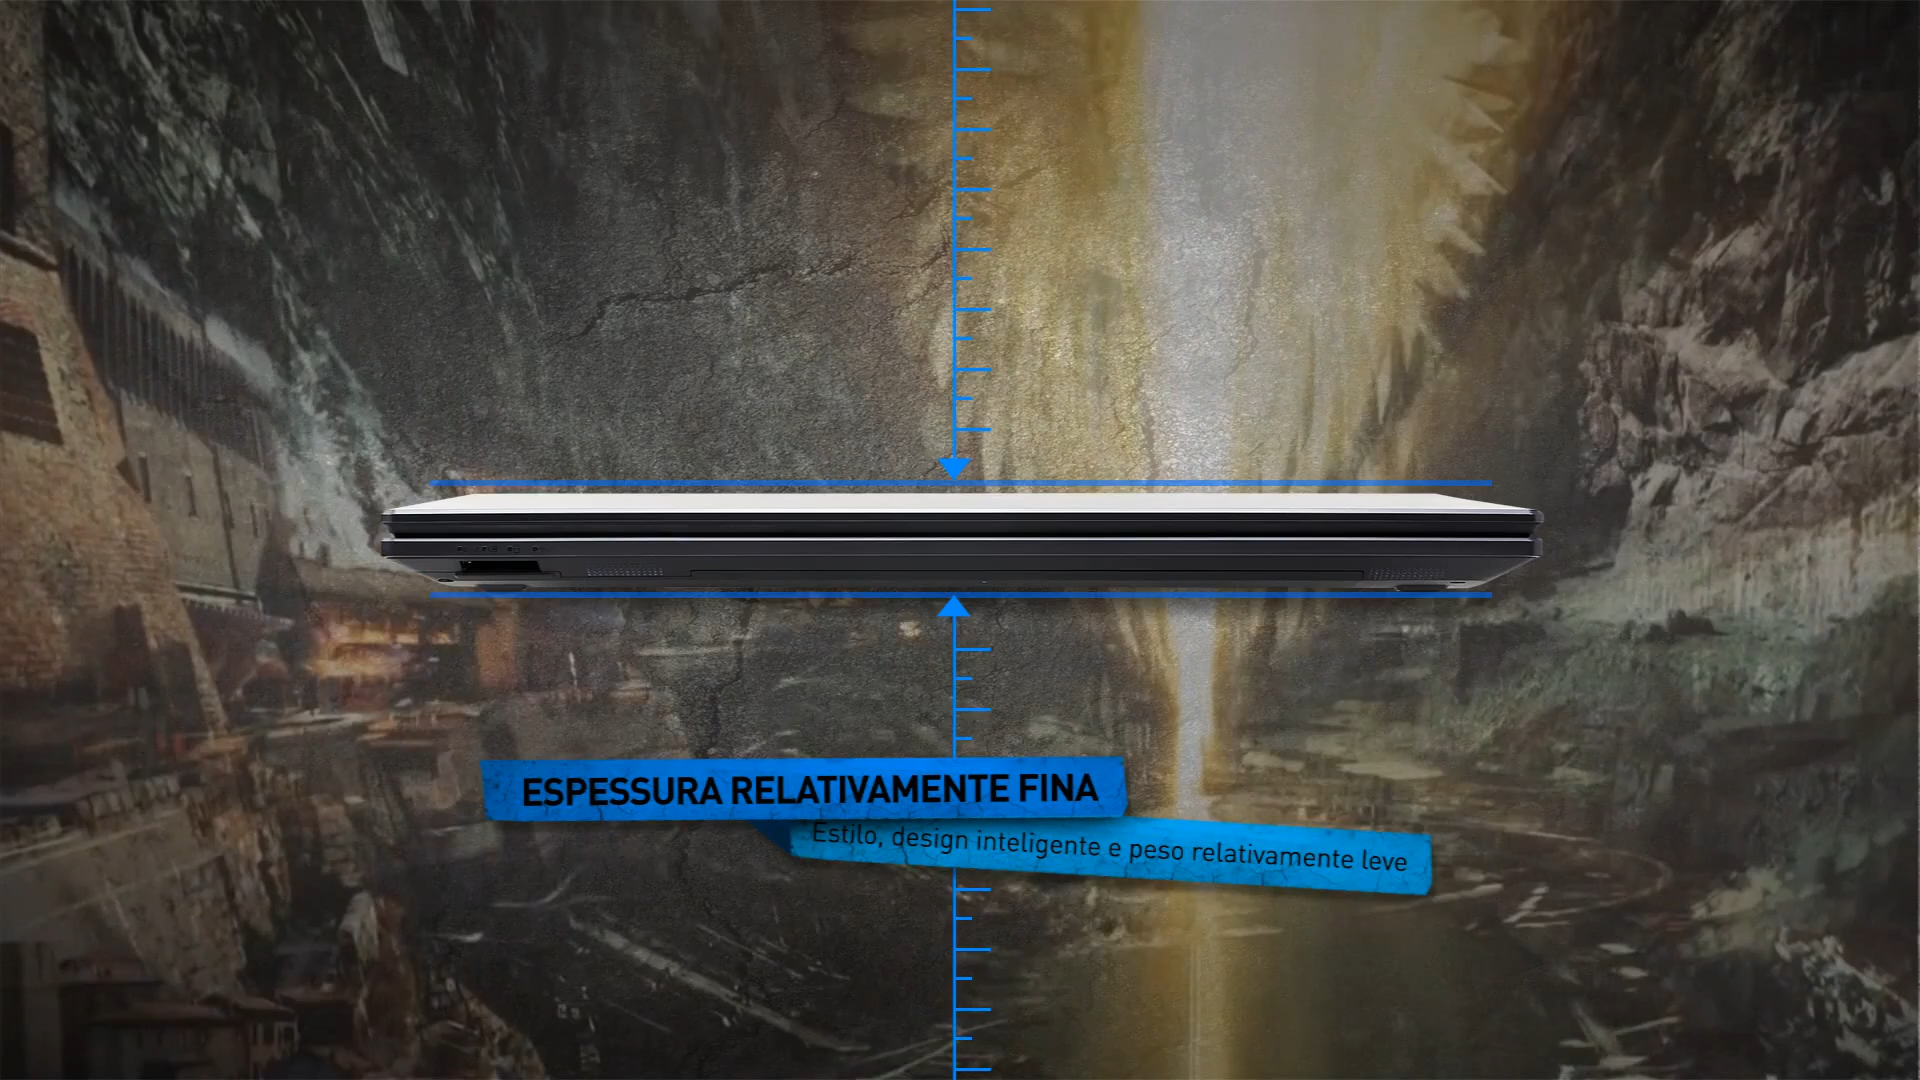 ESPESSURA RELATIVAMENTE FINA
Estilo, design inteligente e peso relativamente leve